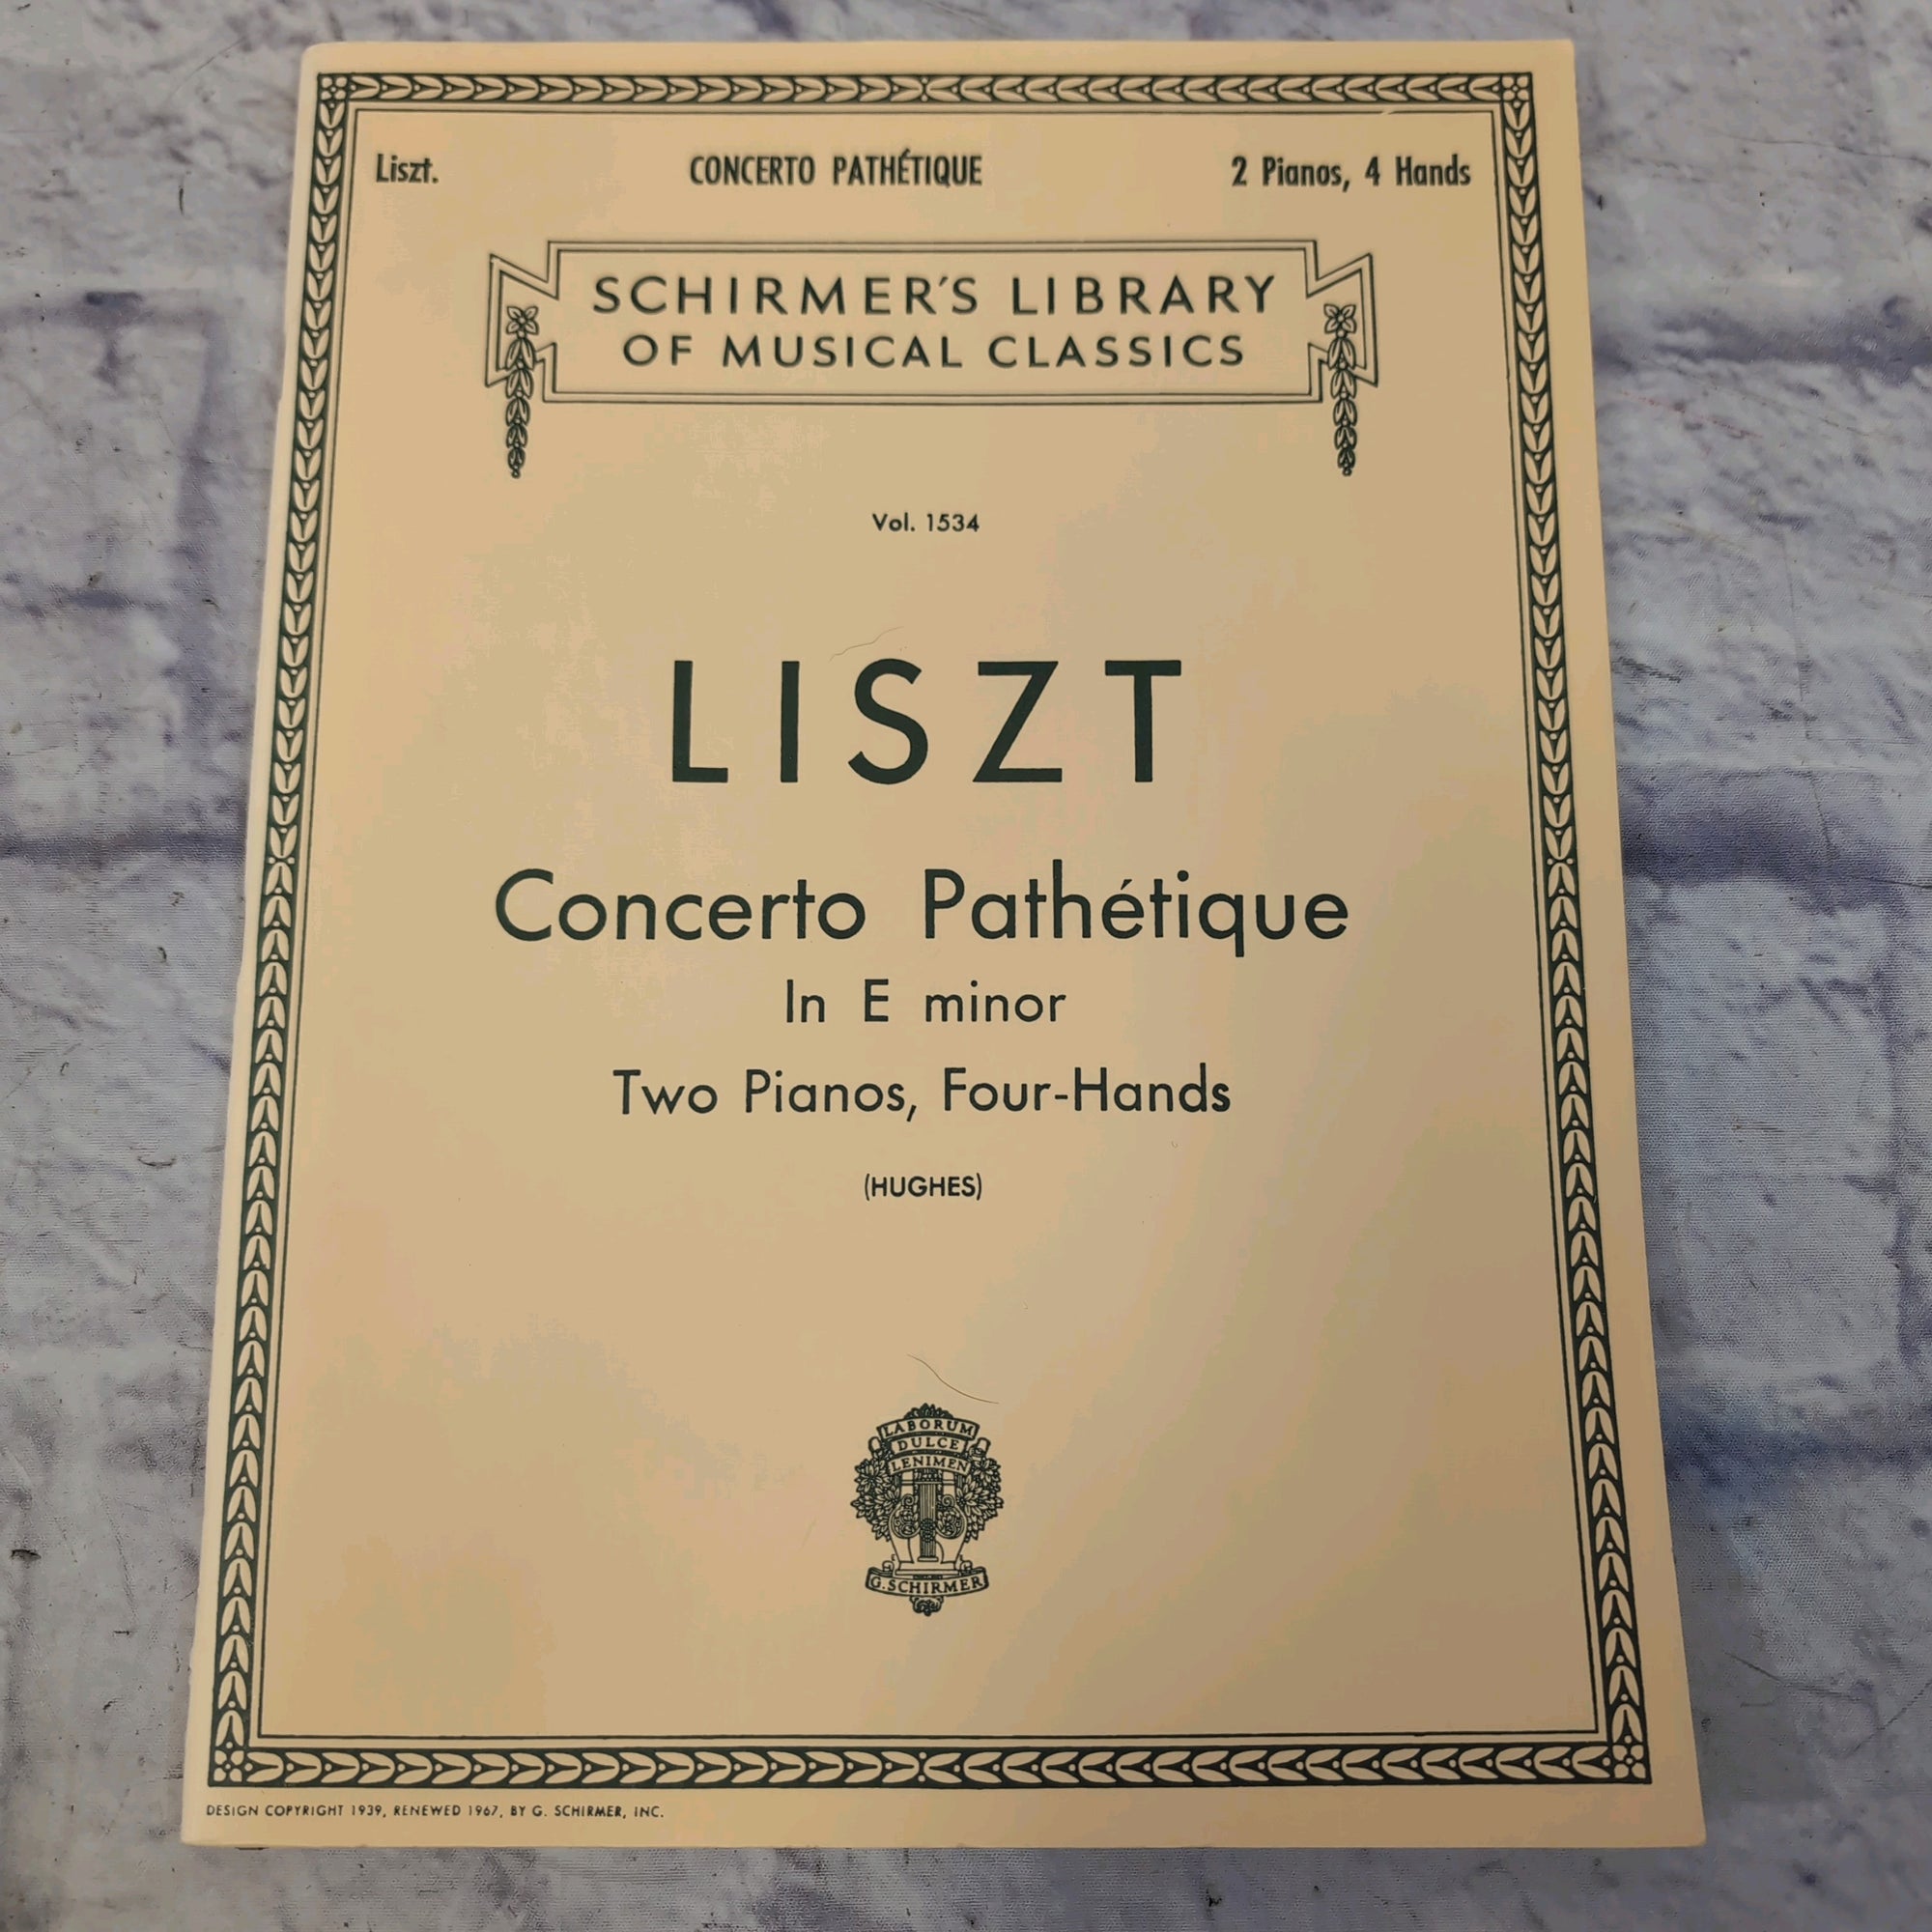 Liszt. CONCERTO PATHÉTIQUE 2 Pianos, 4 Hands
SCHIRMER'S LIBRARY
OF MUSICAL CLASSICS
Vol. 1534
LISZT
Concerto Pathétique
In E minor
Two Pianos, Four-Hands
(HUGHES)
LABORUM
DULCE
LENIMEN
G. SCHIRMER
DESIGN COPYRIGHT 1939, RENEWED 1967, BY G. SCHIRMER, INC.